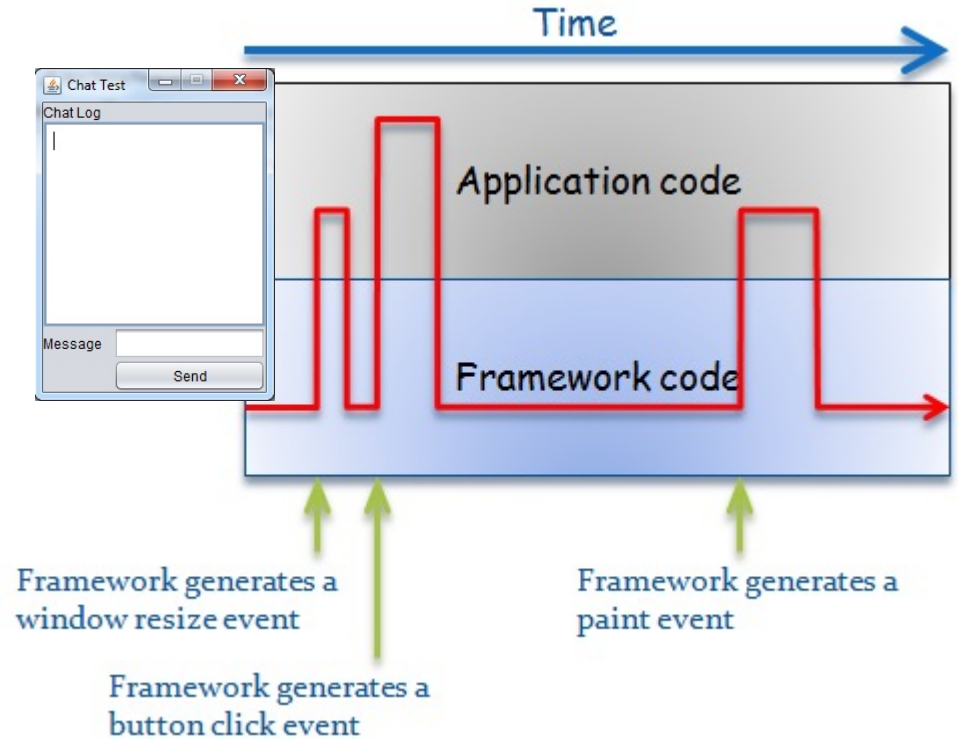 Time
Chat Test
Chat Log
Message
Send
Application code
Framework code
Framework generates a
window resize event
Framework generates a
button click event
Framework generates a
paint event